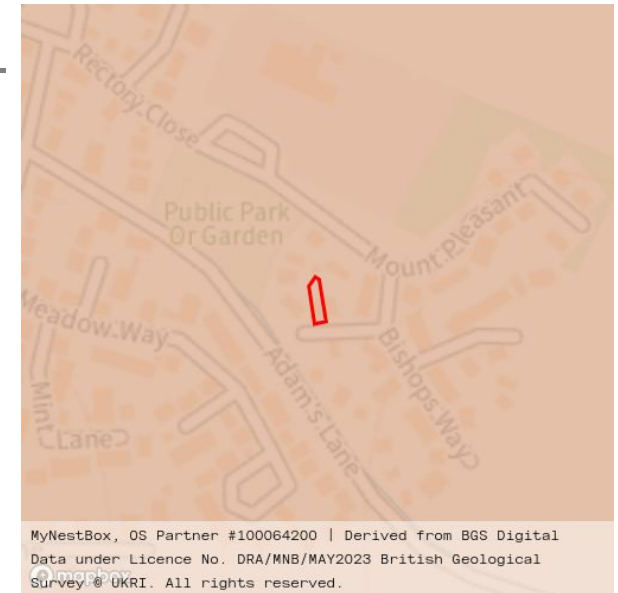 Rectory Close
Public Park
Or Garden
Mount Pleasant
Meadow Way
Bishops Way
Adam's Lane
Mint
Lane
MyNestBox, OS Partner #100064200 | Derived from BGS Digital
Data under Licence No. DRA/MNB/MAY2023 British Geological
Survey © UKRI. All rights reserved.
mapbox